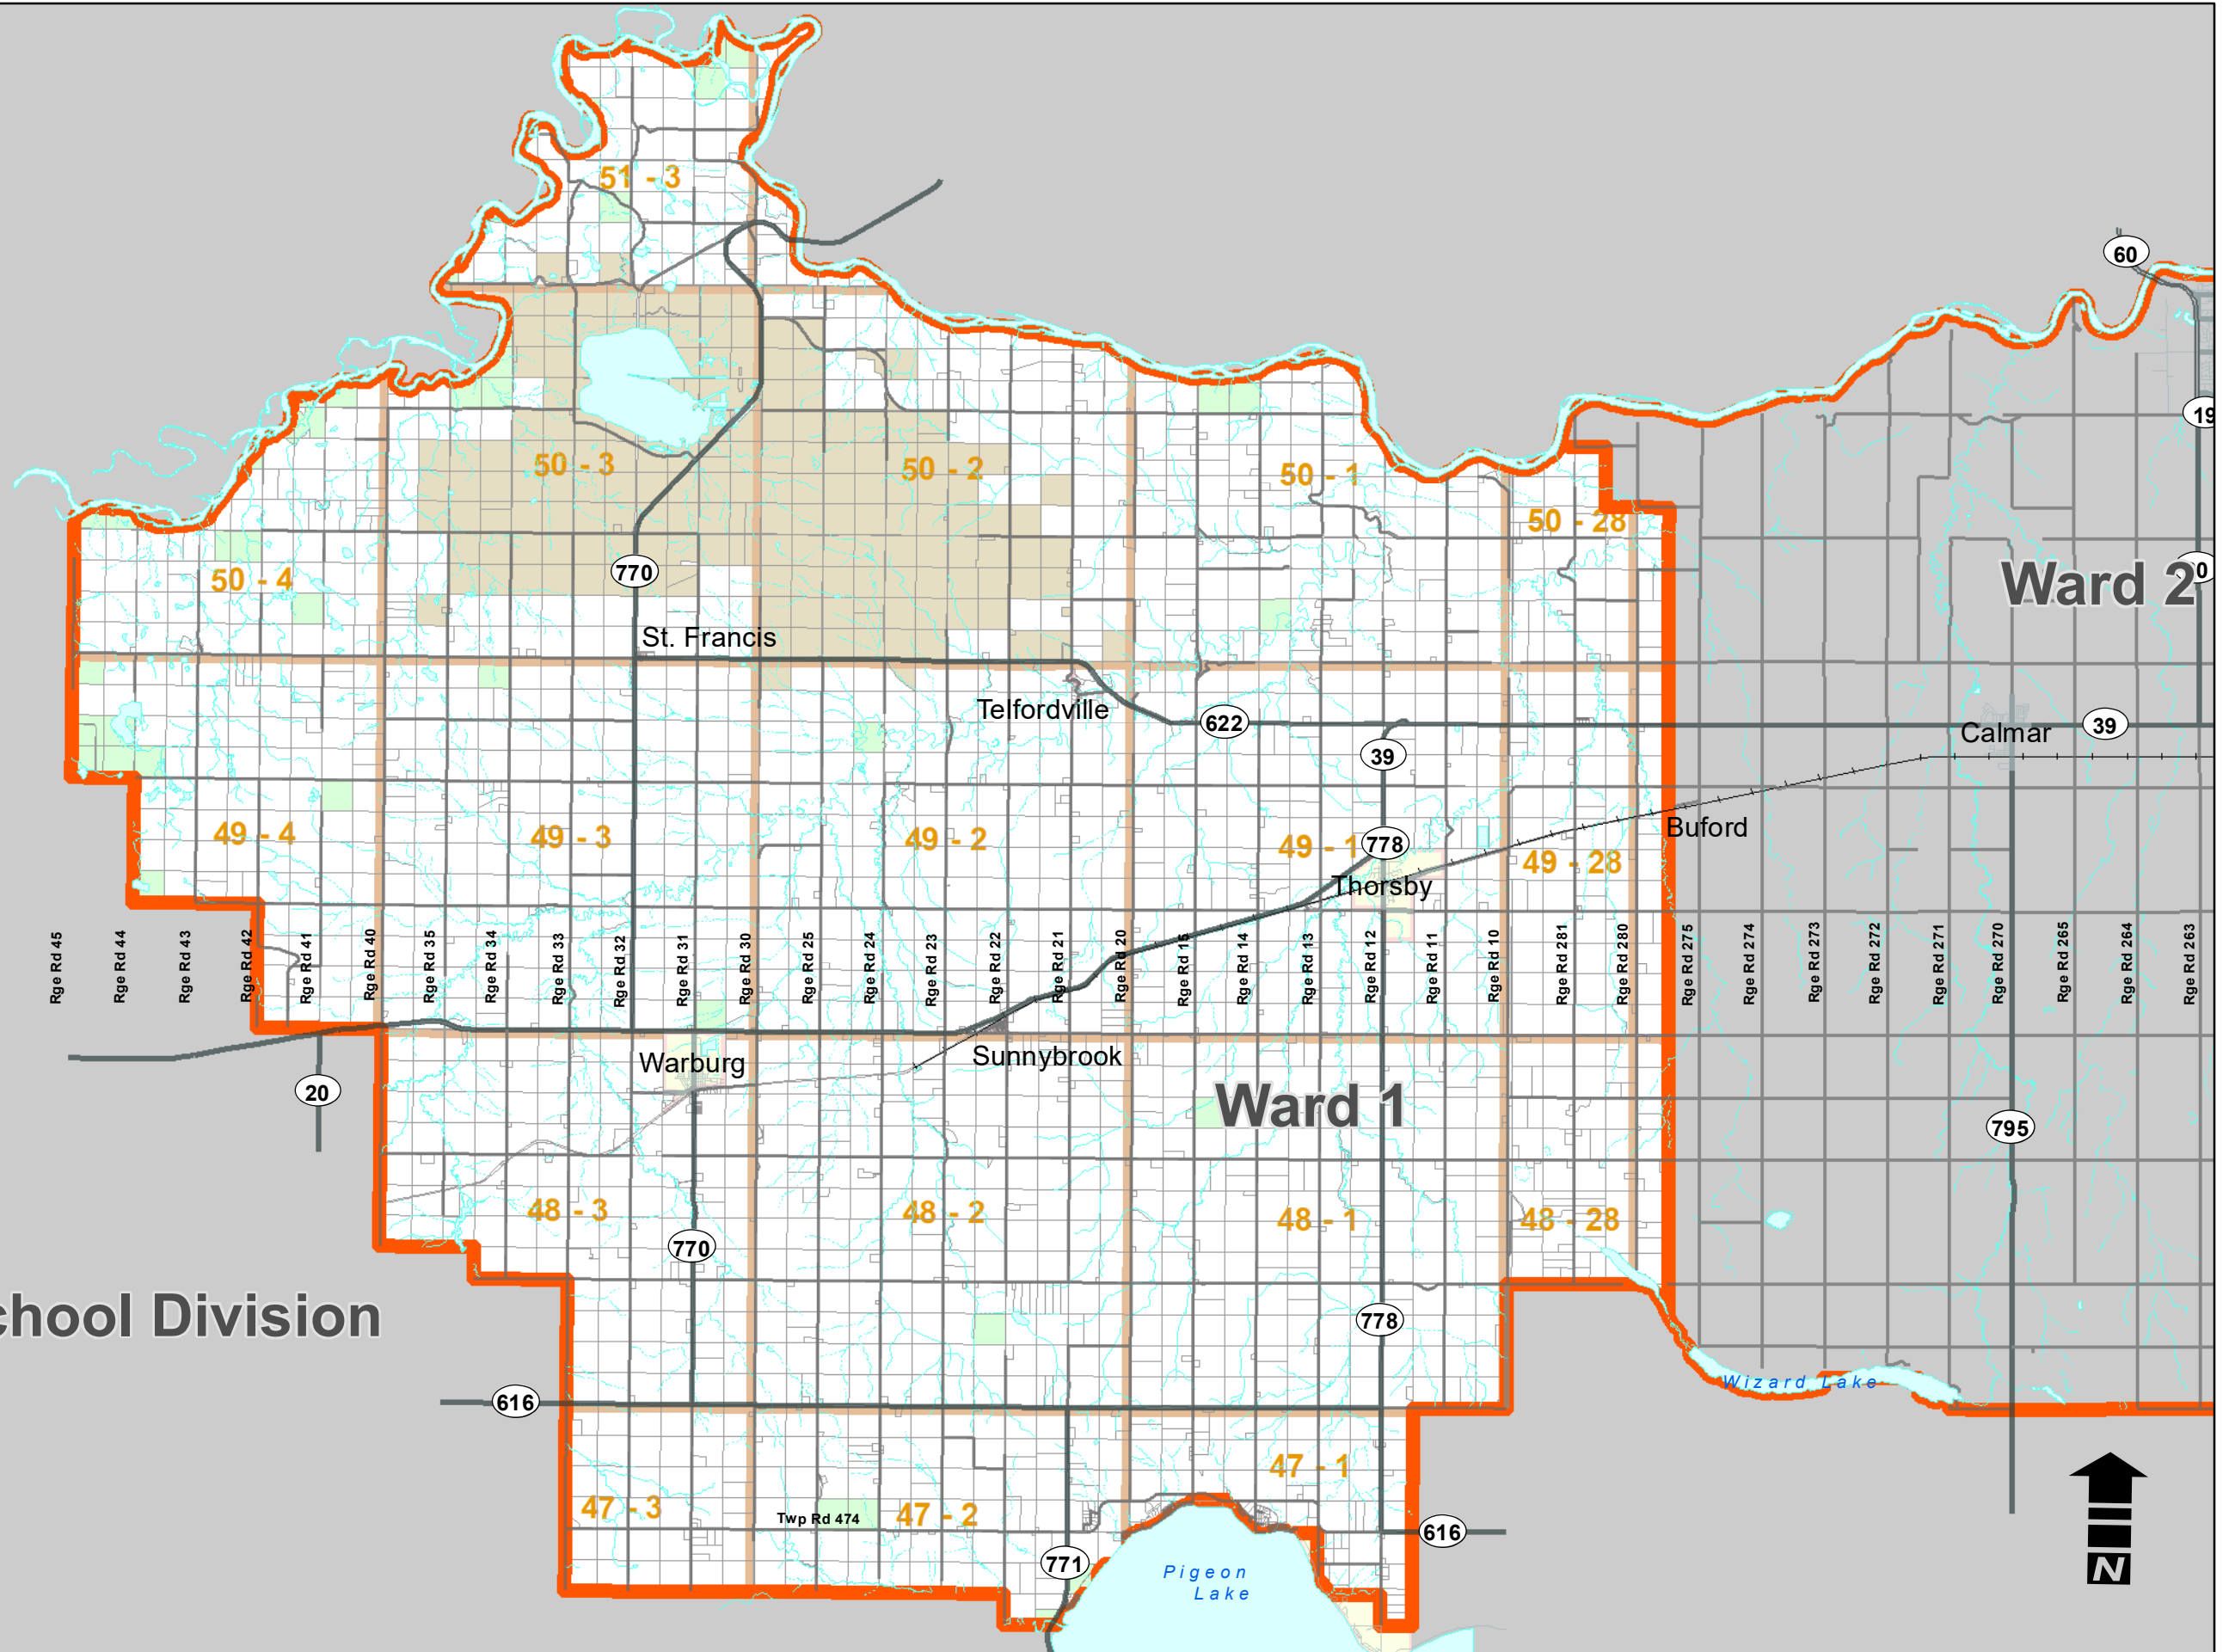 60
51 - 3
19
50 - 3
50 - 2
50 - 1
50 - 28
770
50 - 4
Ward 2
St. Francis
Telfordville
622
39
Calmar
39
49 - 4
49 - 3
49 - 2
49 - 1
778
Buford
49 - 28
Thorsby
Rge Rd 45
Rge Rd 44
Rge Rd 43
Rge Rd 42
Rge Rd 41
Rge Rd 40
Rge Rd 35
Rge Rd 34
Rge Rd 33
Rge Rd 32
Rge Rd 31
Rge Rd 30
Rge Rd 25
Rge Rd 24
Rge Rd 23
Rge Rd 22
Rge Rd 21
Rge Rd 20
Rge Rd 15
Rge Rd 14
Rge Rd 13
Rge Rd 12
Rge Rd 11
Rge Rd 10
Rge Rd 281
Rge Rd 280
Rge Rd 275
Rge Rd 274
Rge Rd 273
Rge Rd 272
Rge Rd 271
Rge Rd 270
Rge Rd 265
Rge Rd 264
Rge Rd 263
Warburg
Sunnybrook
20
Ward 1
795
48 - 3
48 - 2
48 - 1
48 - 28
770
chool Division
778
Wizard Lake
616
47 - 1
47 - 3
Twp Rd 474
47 - 2
616
771
Pigeon
Lake
N